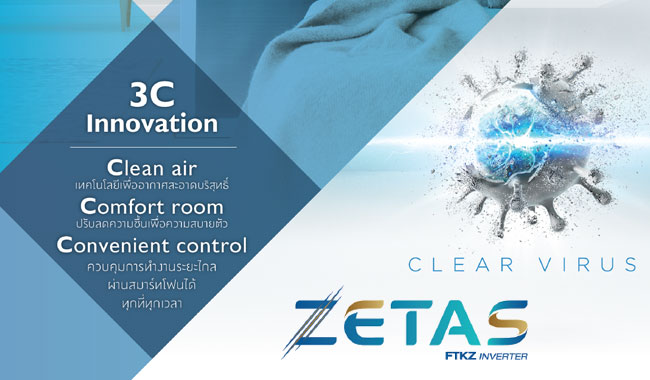 3C
Innovation
Clean air
เทคโนโลยีเพื่ออากาศสะอาดบริสุทธิ์
Comfort room
ปรับลดความชื้นเพื่อความสบายตัว
Convenient control
ควบคุมการทำงานระยะไกล
ผ่านสมาร์ทโฟนได้
ทุกที่ทุกเวลา
CLEAR VIRUS
ZETAS
FTKZ INVERTER